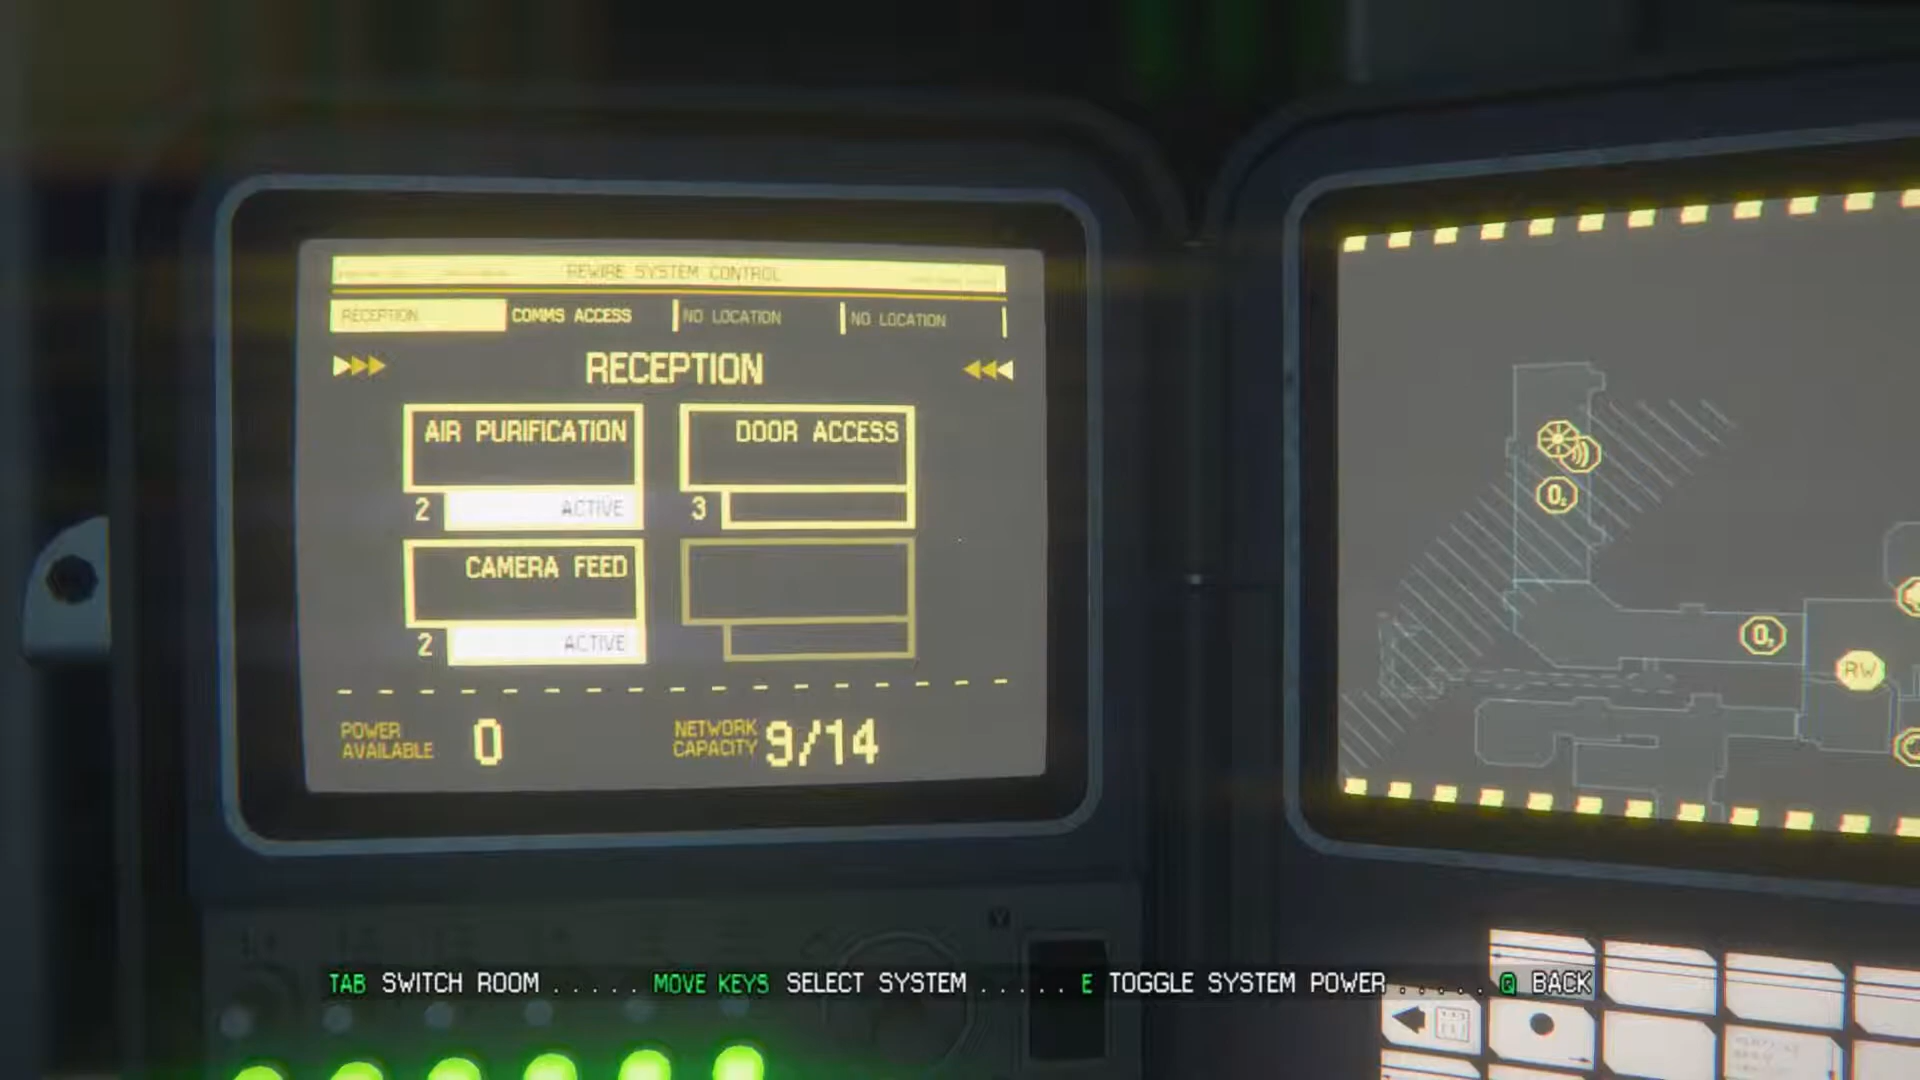 REWIRE SYSTEM CONTROL
RECEPTION COMMS ACCESS NO LOCATION NO LOCATION
RECEPTION
AIR PURIFICATION DOOR ACCESS
2 ACTIVE 3
CAMERA FEED
2 ACTIVE
POWER AVAILABLE 0 NETWORK CAPACITY 9/14
O₂
O₂
RW
TAB SWITCH ROOM ..... MOVE KEYS SELECT SYSTEM ..... E TOGGLE SYSTEM POWER ..... Q BACK